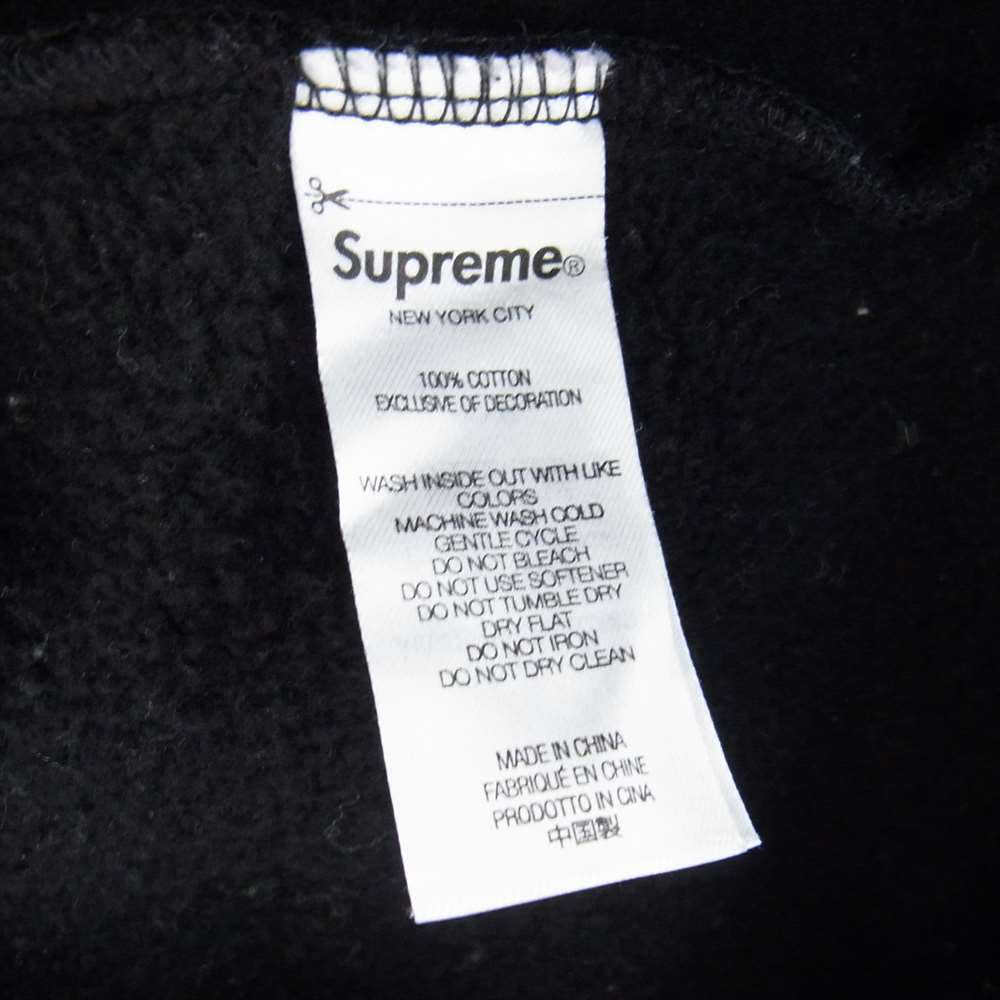 Supreme®
NEW YORK CITY
100% COTTON
EXCLUSIVE OF DECORATION
WASH INSIDE OUT WITH LIKE
COLORS
MACHINE WASH COLD
GENTLE CYCLE
DO NOT BLEACH
DO NOT USE SOFTENER
DO NOT TUMBLE DRY
DRY FLAT
DO NOT IRON
DO NOT DRY CLEAN
MADE IN CHINA
FABRIQUÉ EN CHINE
PRODOTTO IN CINA
中国製